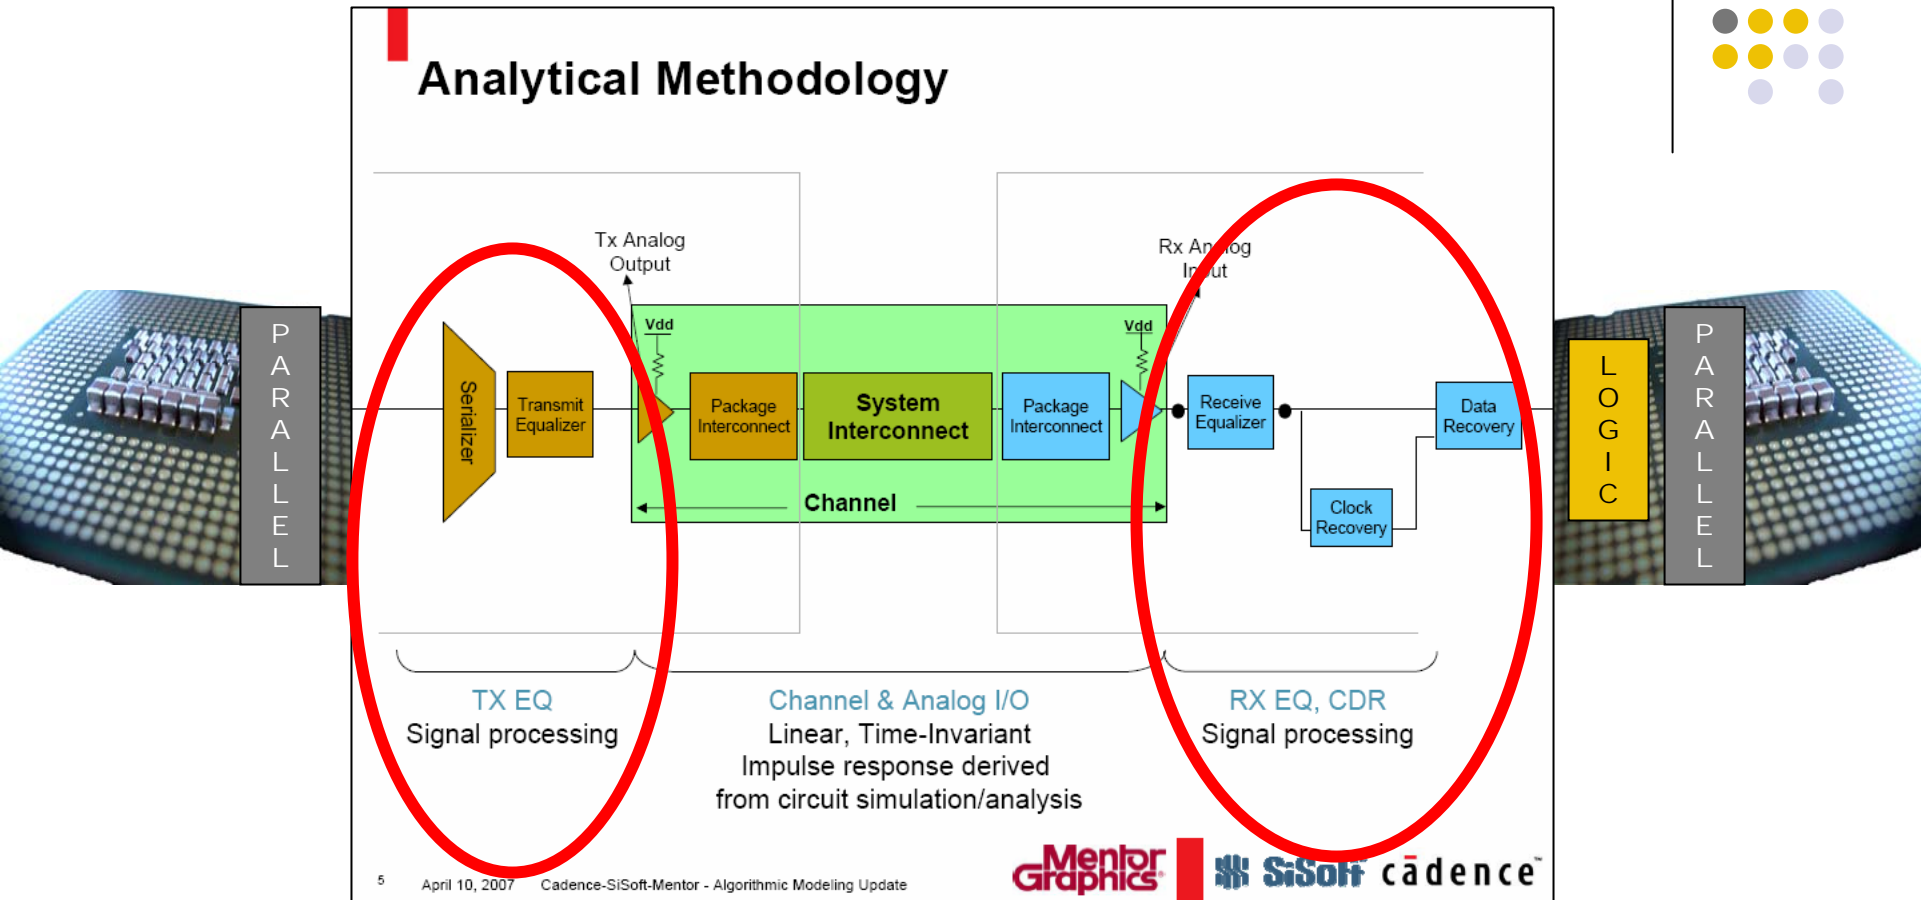 Analytical Methodology
Tx Analog
Output
Rx Analog
Input
Vdd
Vdd
PARALLEL
Serializer
Transmit
Equalizer
Package
Interconnect
System
Interconnect
Package
Interconnect
Receive
Equalizer
Data
Recovery
LOGIC
PARALLEL
Channel
Clock
Recovery
TX EQ
Signal processing
Channel & Analog I/O
Linear, Time-Invariant
Impulse response derived
from circuit simulation/analysis
RX EQ, CDR
Signal processing
5
April 10, 2007
Cadence-SiSoft-Mentor - Algorithmic Modeling Update
Mentor
Graphics
SiSoft
cādence™